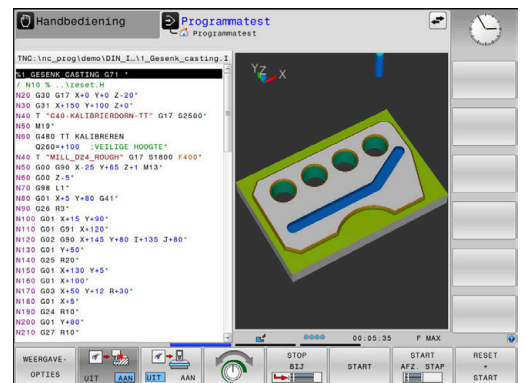 Handbediening
Programmatest
Programmatest
TNC:\nc_prog\demo\DIN_I...\1_Gesenk_casting.I
%1_GESENK_CASTING G71 *
/ N10 % ..\reset.H
N20 G30 G17 X+0 Y+0 Z-20*
N30 G31 X+150 Y+100 Z+0*
N40 T "C40-KALIBRIERDORN-TT" G17 S2500*
N50 M19*
N60 G480 TT KALIBREREN
Q260=+100 ;VEILIGE HOOGTE*
N40 T "MILL_D24_ROUGH" G17 S1800 F400*
N50 G00 G90 X-25 Y+65 Z+1 M13*
N60 G00 Z-5*
N70 G98 L1*
N80 G01 X+5 Y+80 G41*
N90 G26 R3*
N100 G01 X+15 Y+90*
N110 G01 G91 X+120*
N120 G02 G90 X+145 Y+80 I+135 J+80*
N130 G01 Y+50*
N140 G25 R20*
N150 G01 X+130 Y+5*
N160 G01 X+100*
N170 G03 X+50 Y+12 R+30*
N180 G01 X+5*
N190 G24 R10*
N200 G01 Y+80*
N210 G27 R10*
Y Z X
00:05:35 F MAX
WEERGAVE-
OPTIES
UIT AAN
UIT AAN
STOP
BIJ
START
START
AFZ. STAP
RESET
+
START